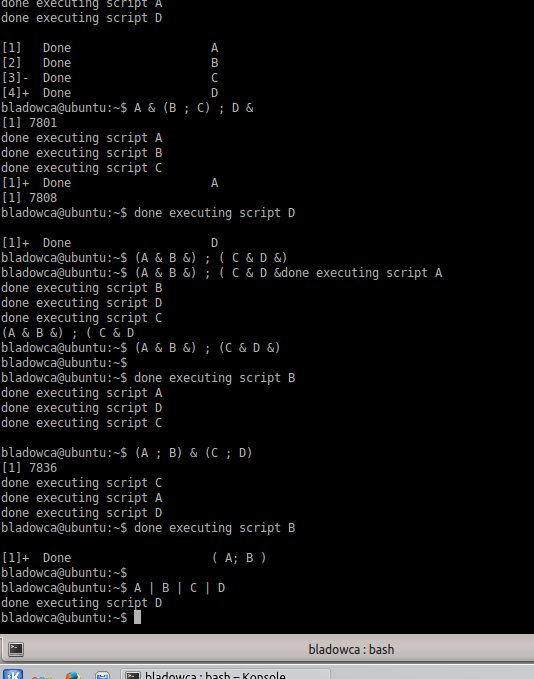 done executing script A
done executing script D

[1]   Done                    A
[2]   Done                    B
[3]-  Done                    C
[4]+  Done                    D
bladowca@ubuntu:~$ A & (B ; C) ; D &
[1] 7801
done executing script A
done executing script B
done executing script C
[1]+  Done                    A
[1] 7808
bladowca@ubuntu:~$ done executing script D

[1]+  Done                    D
bladowca@ubuntu:~$ (A & B &) ; ( C & D &)
bladowca@ubuntu:~$ (A & B &) ; ( C & D &done executing script A
done executing script B
done executing script D
done executing script C
(A & B &) ; ( C & D
bladowca@ubuntu:~$ (A & B &) ; (C & D &)
bladowca@ubuntu:~$
bladowca@ubuntu:~$ done executing script B
done executing script A
done executing script D
done executing script C

bladowca@ubuntu:~$ (A ; B) & (C ; D)
[1] 7836
done executing script C
done executing script A
done executing script D
bladowca@ubuntu:~$ done executing script B

[1]+  Done                    ( A; B )
bladowca@ubuntu:~$
bladowca@ubuntu:~$ A | B | C | D
done executing script D
bladowca@ubuntu:~$
bladowca : bash
bladowca : bash – Konsole